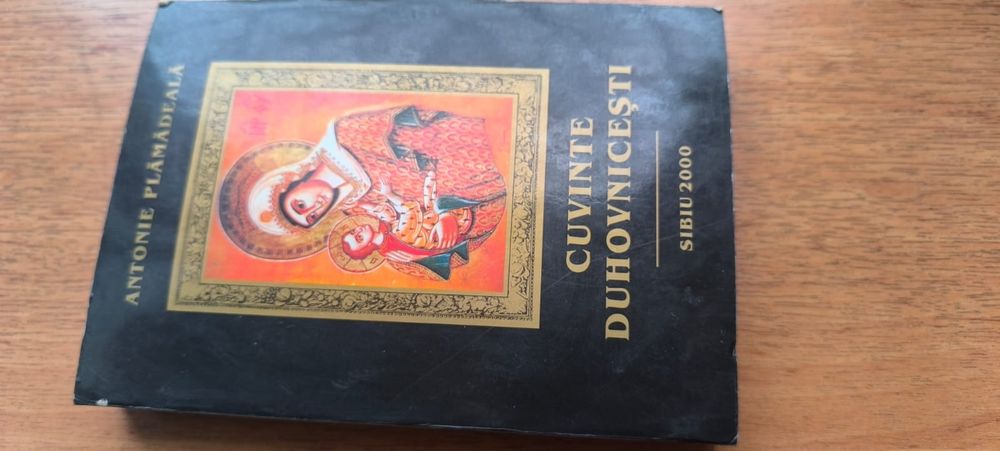 ANTONIE PLĂMĂDEALĂ
CUVINTE
DUHOVNICEȘTI
SIBIU 2000